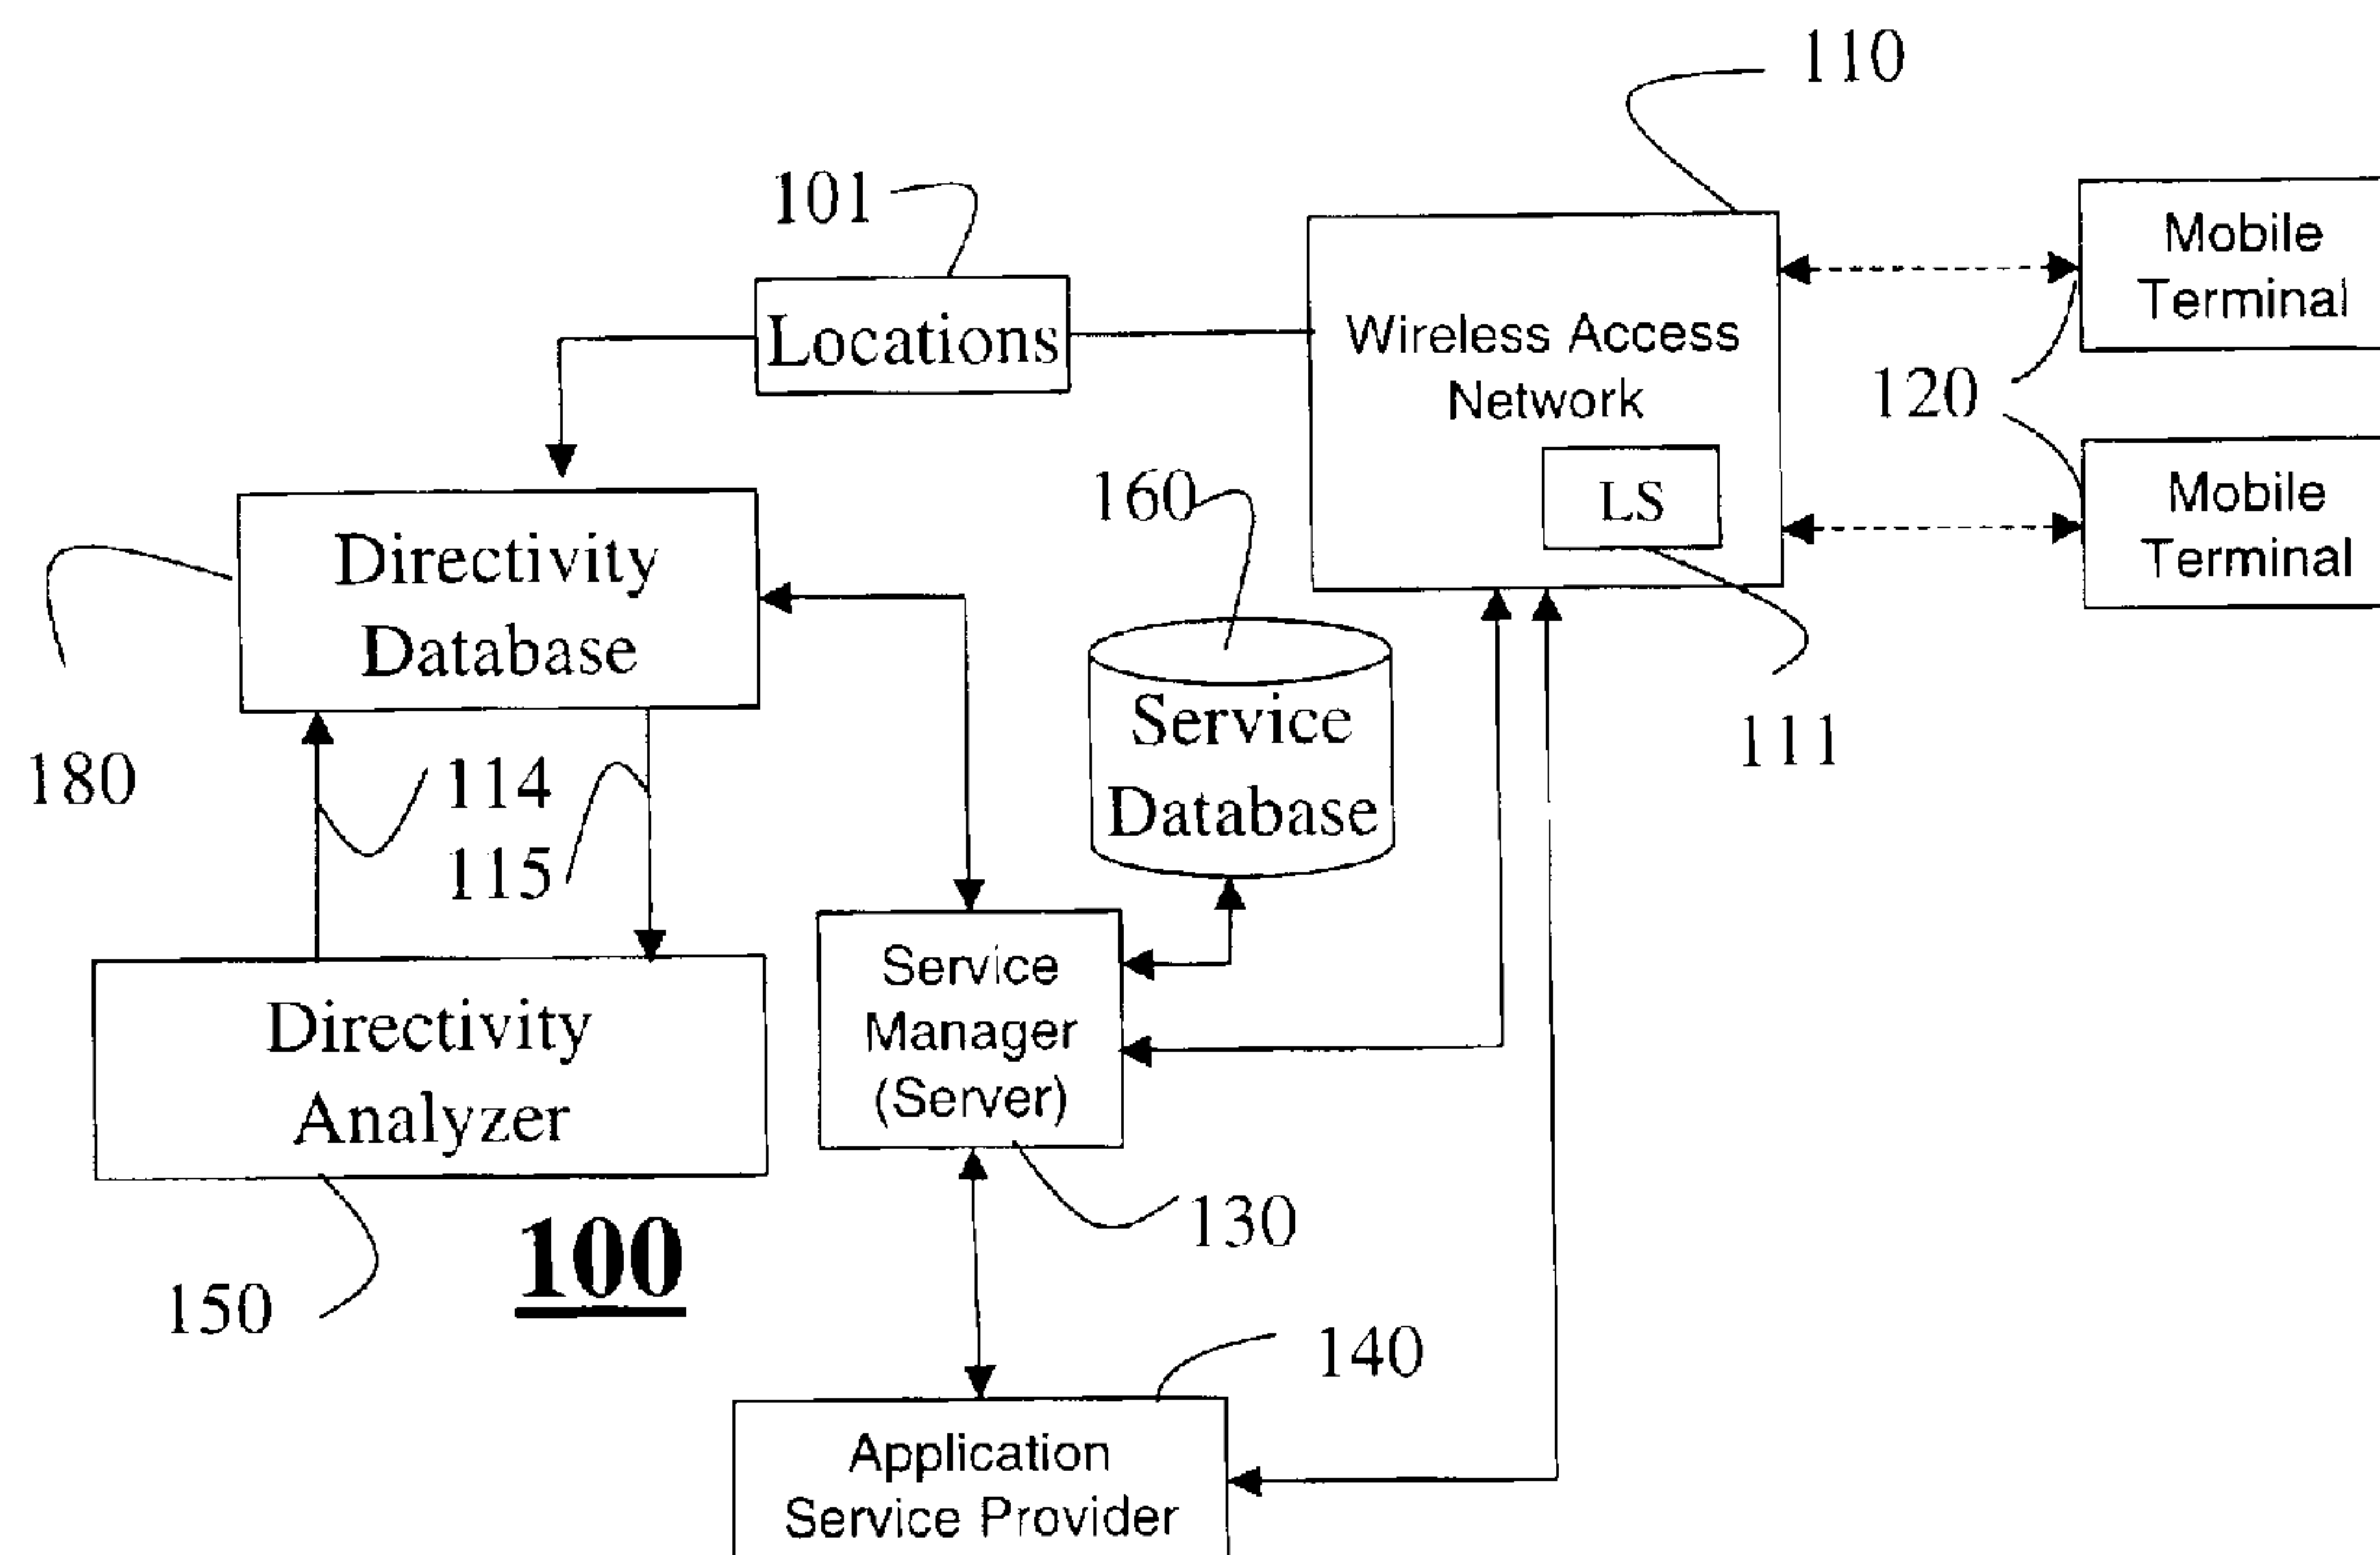 110
101
Mobile
Terminal
Locations
Wireless Access
Network
120
160
LS
Mobile
Terminal
Directivity
Database
Service
Database
111
180
114
115
Service
Manager
(Server)
Directivity
Analyzer
130
100
150
140
Application
Service Provider